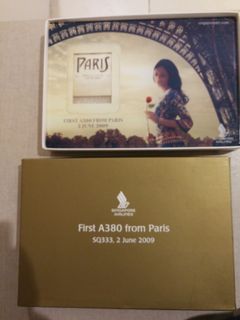 PARIS
FIRST A380 FROM PARIS
2 JUNE 2009
SINGAPORE
AIRLINES
First A380 from Paris
SQ333, 2 June 2009